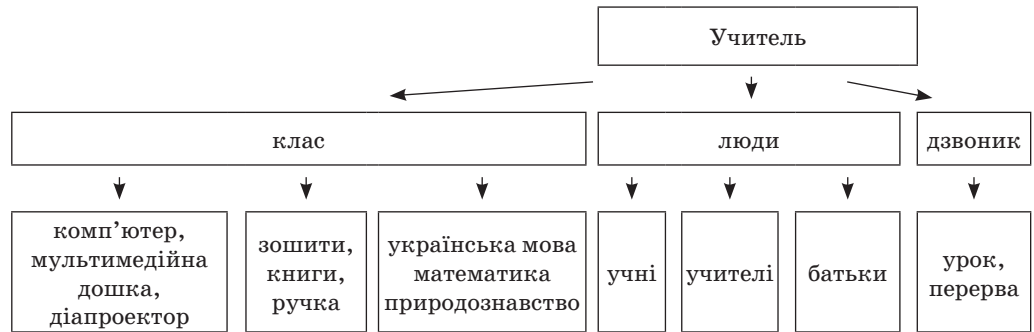 Учитель
клас
люди
дзвоник
комп’ютер,
мультимедійна
дошка,
діапроектор
зошити,
книги,
ручка
українська мова
математика
природознавство
учні
учителі
батьки
урок,
перерва